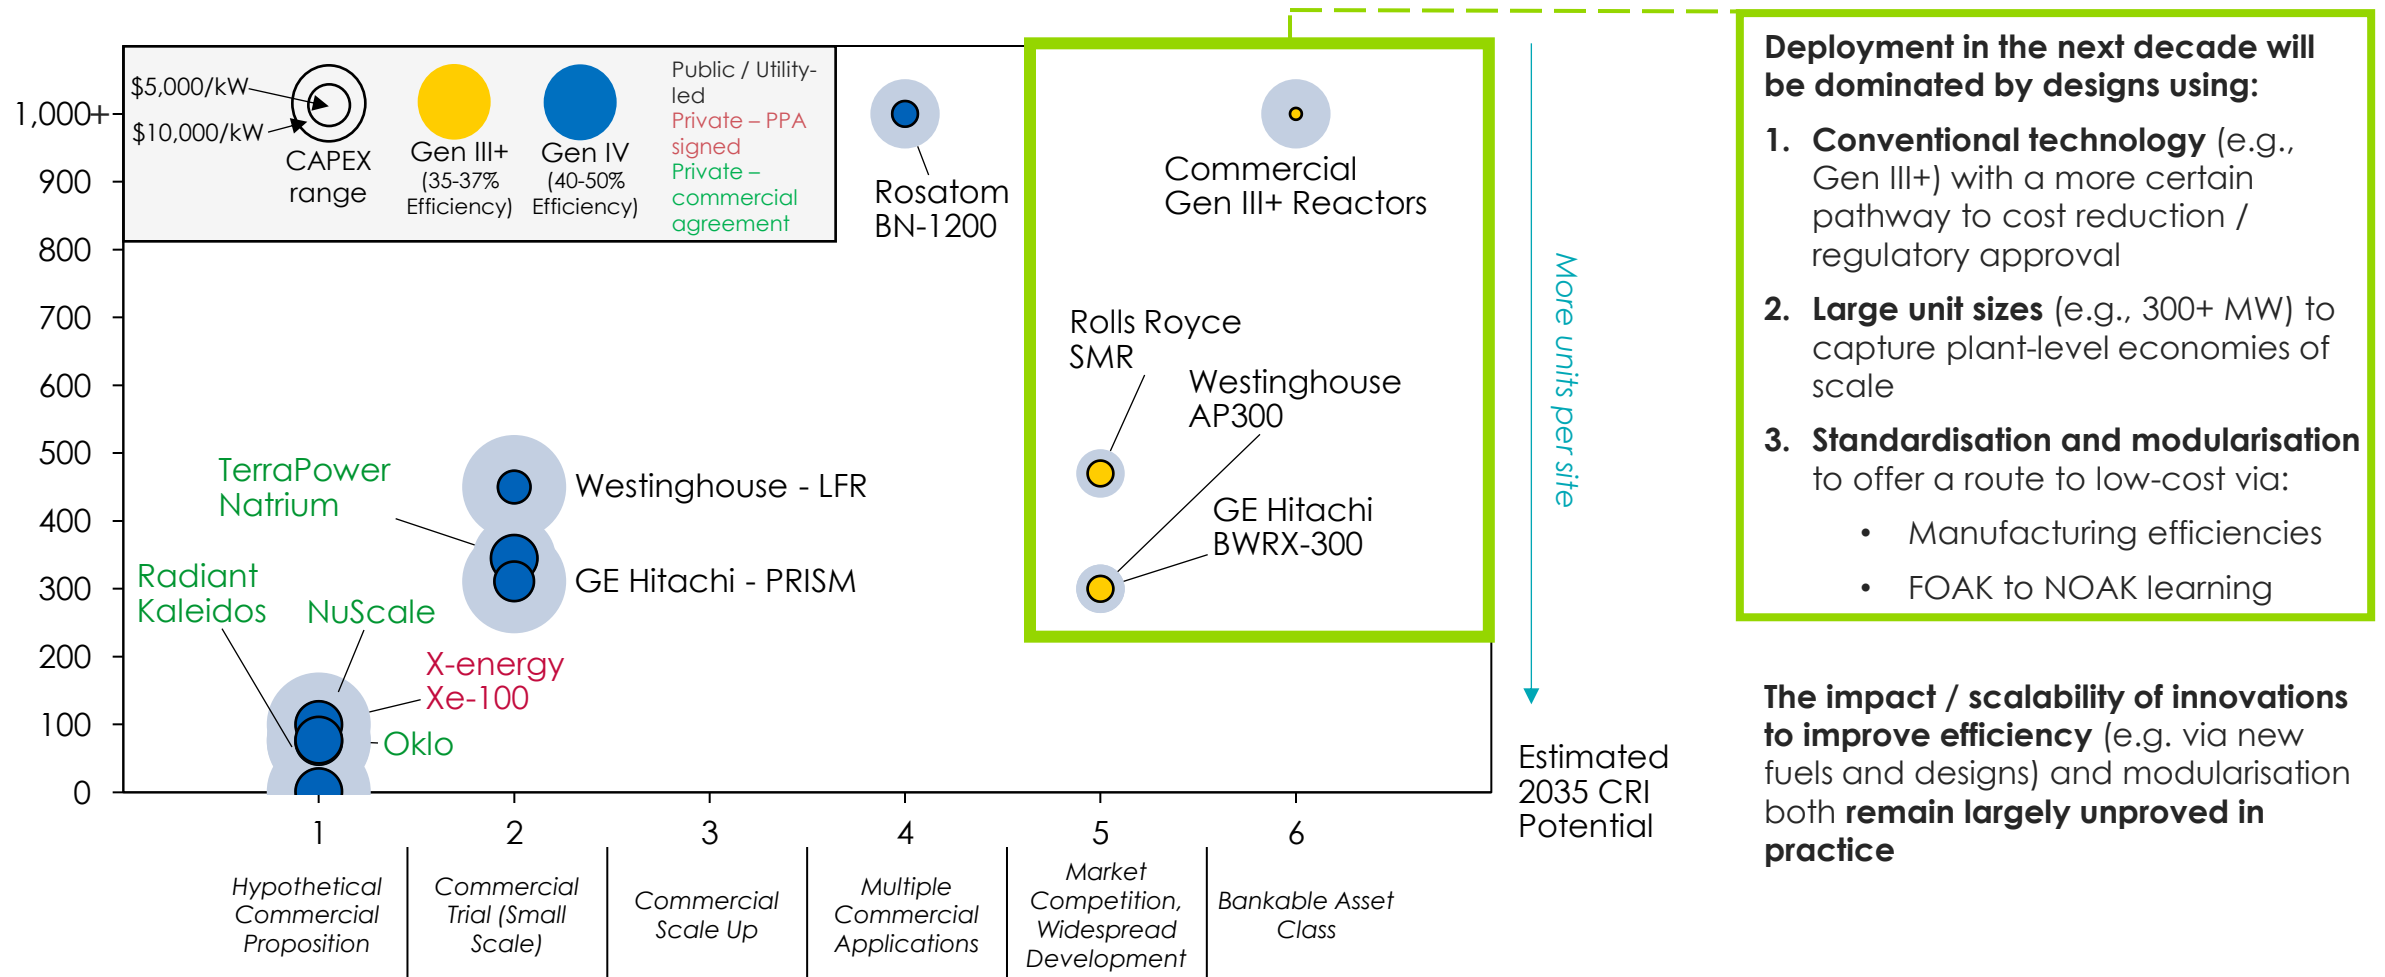 $5,000/kW
$10,000/kW
CAPEX
range
Gen III+
(35-37%
Efficiency)
Gen IV
(40-50%
Efficiency)
Public / Utility-
led
Private – PPA
signed
Private –
commercial
agreement
1,000+
900
800
700
600
500
400
300
200
100
0
Rosatom
BN-1200
Commercial
Gen III+ Reactors
Rolls Royce
SMR
Westinghouse
AP300
GE Hitachi
BWRX-300
TerraPower
Natrium
Westinghouse - LFR
GE Hitachi - PRISM
Radiant
Kaleidos
NuScale
X-energy
Xe-100
Oklo
More units per site
Estimated
2035 CRI
Potential
1
2
3
4
5
6
Hypothetical
Commercial
Proposition
Commercial
Trial (Small
Scale)
Commercial
Scale Up
Multiple
Commercial
Applications
Market
Competition,
Widespread
Development
Bankable Asset
Class
Deployment in the next decade will
be dominated by designs using:
1. Conventional technology (e.g.,
Gen III+) with a more certain
pathway to cost reduction /
regulatory approval
2. Large unit sizes (e.g., 300+ MW) to
capture plant-level economies of
scale
3. Standardisation and modularisation
to offer a route to low-cost via:
• Manufacturing efficiencies
• FOAK to NOAK learning
The impact / scalability of innovations
to improve efficiency (e.g. via new
fuels and designs) and modularisation
both remain largely unproved in
practice